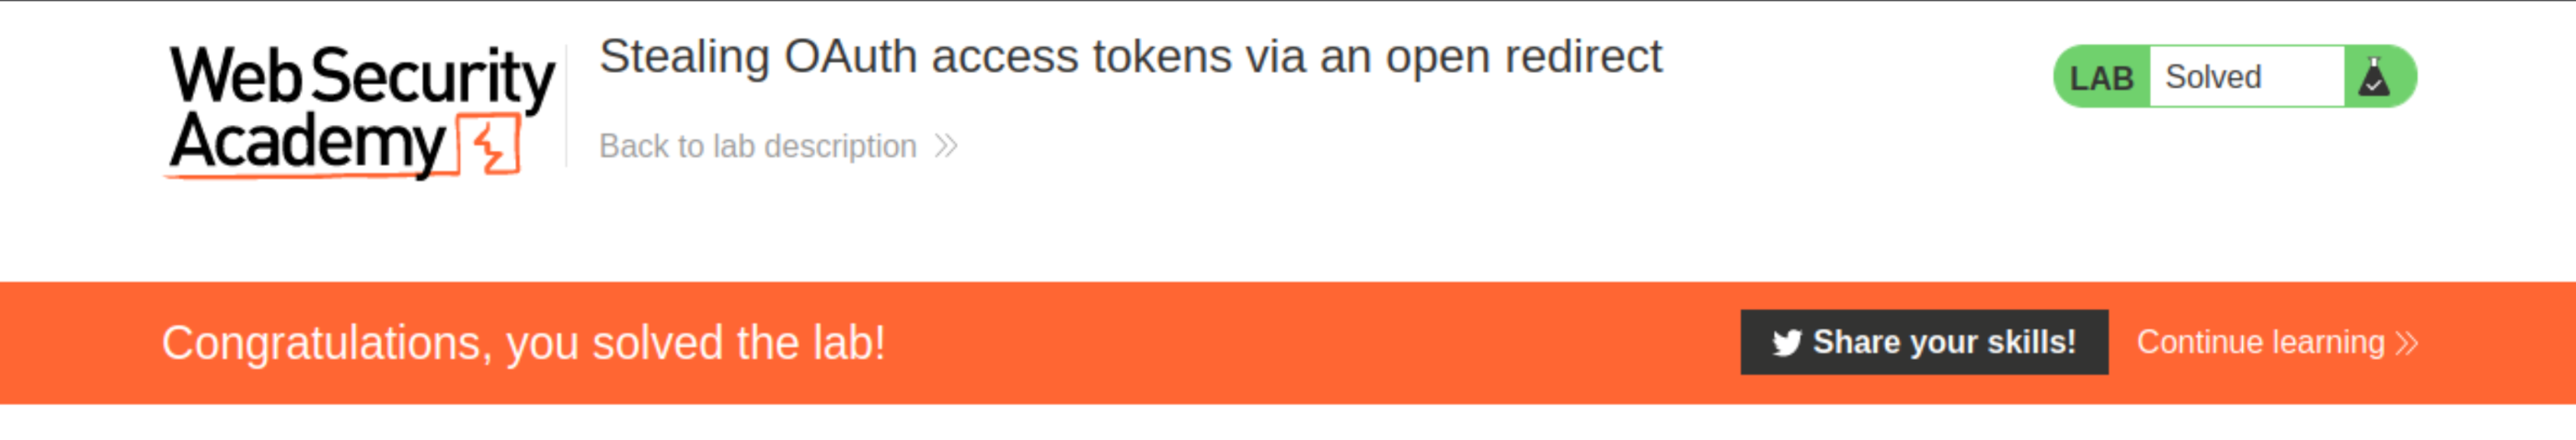 Web Security
Academy
Stealing OAuth access tokens via an open redirect
Back to lab description
LAB Solved
Congratulations, you solved the lab!
Share your skills!
Continue learning